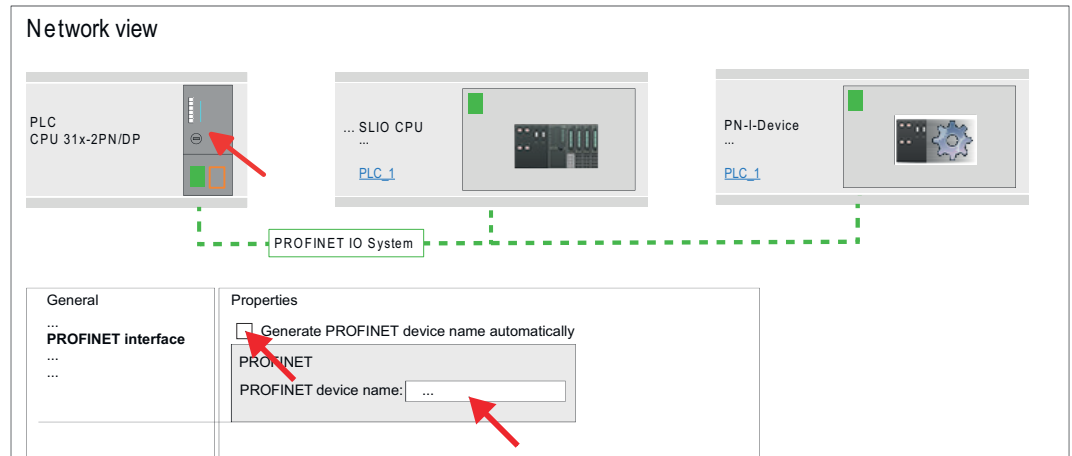 Network view
PLC
CPU 31x-2PN/DP
... SLIO CPU
...
PLC_1
PN-I-Device
...
PLC_1
PROFINET IO System
General
...
PROFINET interface
...
...
Properties
Generate PROFINET device name automatically
PROFINET
PROFINET device name:
...